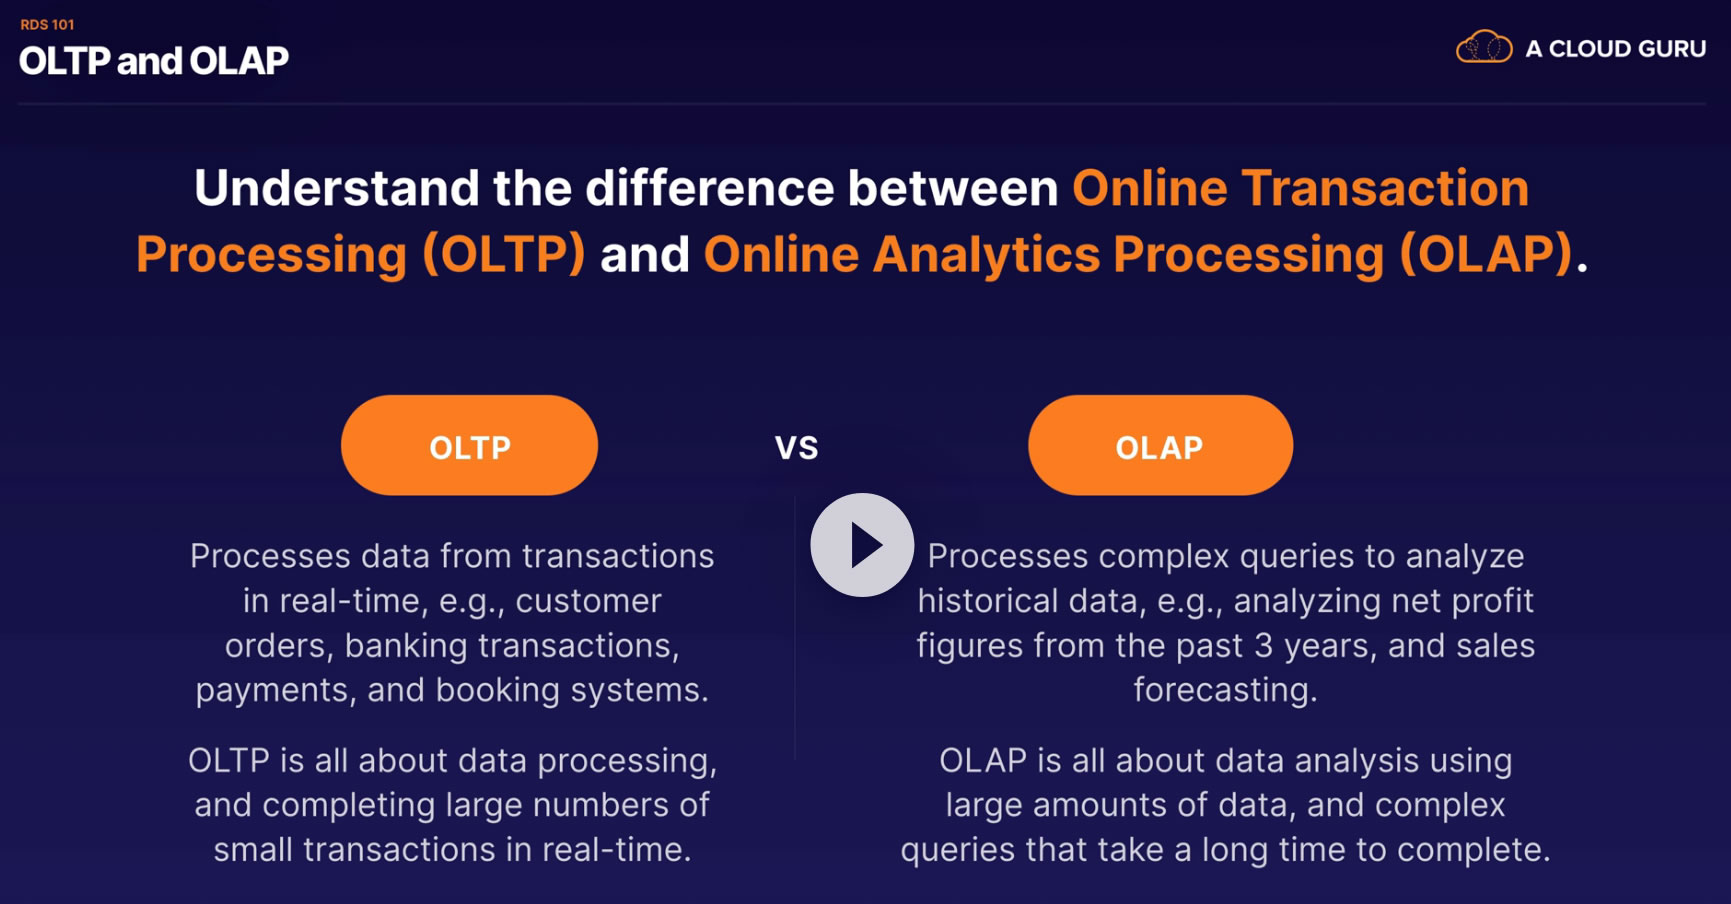 RDS 101
OLTP and OLAP
A CLOUD GURU
Understand the difference between Online Transaction
Processing (OLTP) and Online Analytics Processing (OLAP).
OLTP
VS
OLAP
Processes data from transactions
in real-time, e.g., customer
orders, banking transactions,
payments, and booking systems.
OLTP is all about data processing,
and completing large numbers of
small transactions in real-time.
Processes complex queries to analyze
historical data, e.g., analyzing net profit
figures from the past 3 years, and sales
forecasting.
OLAP is all about data analysis using
large amounts of data, and complex
queries that take a long time to complete.